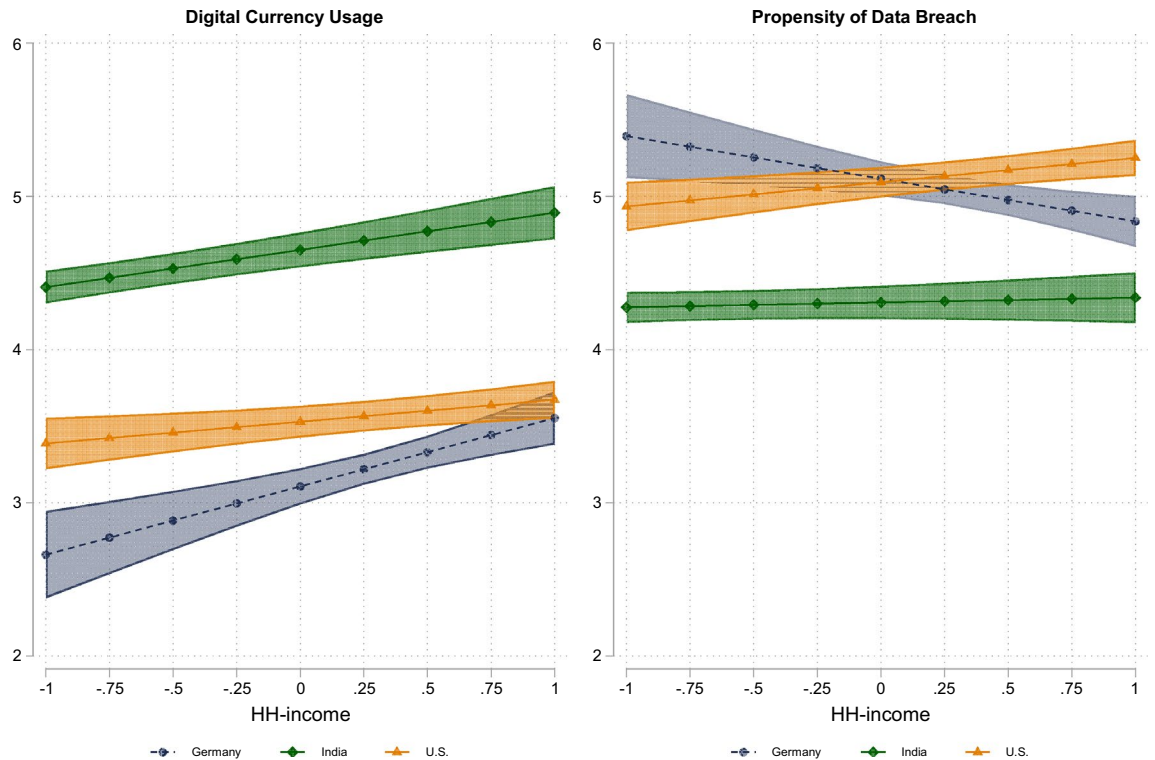 Digital Currency Usage
6
5
4
3
2
-1 -.75 -.5 -.25 0 .25 .5 .75 1
HH-income
Germany India U.S.
Propensity of Data Breach
6
5
4
3
2
-1 -.75 -.5 -.25 0 .25 .5 .75 1
HH-income
Germany India U.S.